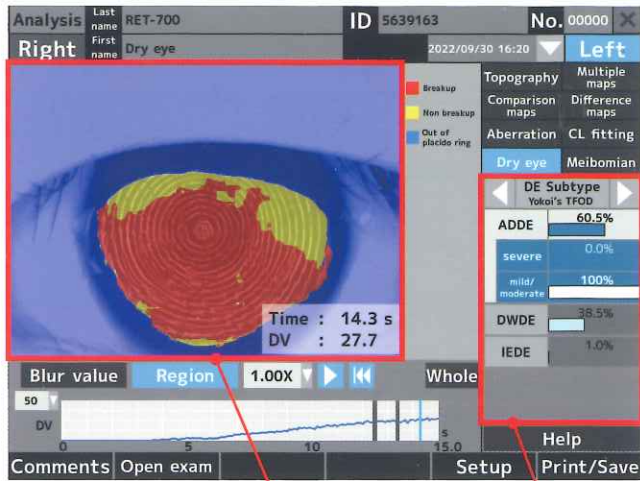 Analysis Last name RET-700 ID 5639163 No. 00000
Right First name Dry eye 2022/09/30 16:20 Left
Breakup
Non breakup
Out of
placido ring
Time : 14.3 s
DV : 27.7
Topography Multiple maps
Comparison maps Difference maps
Aberration CL fitting
Dry eye Meibomian
DE Subtype
Yokoi's TFOD
ADDE 60.5%
severe 0.0%
mild/moderate 100%
DWDE 38.5%
IEDE 1.0%
Blur value Region 1.00X Whole
50
DV
0 5 10 15.0 s
Help
Comments Open exam Setup Print/Save